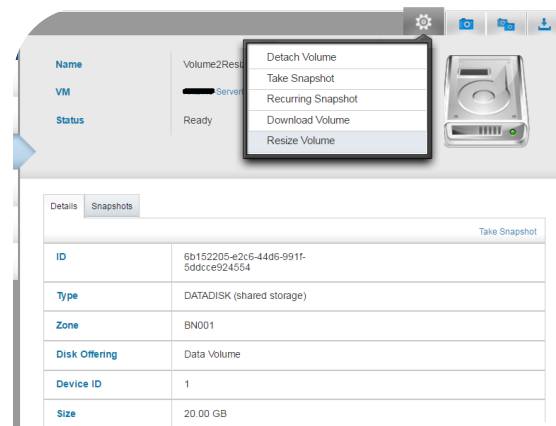 Name
Volume2Resi
VM
Server
Status
Ready
Detach Volume
Take Snapshot
Recurring Snapshot
Download Volume
Resize Volume
Details
Snapshots
Take Snapshot
ID
6b152205-e2c6-44d6-991f-
5ddcce924554
Type
DATADISK (shared storage)
Zone
BN001
Disk Offering
Data Volume
Device ID
1
Size
20.00 GB